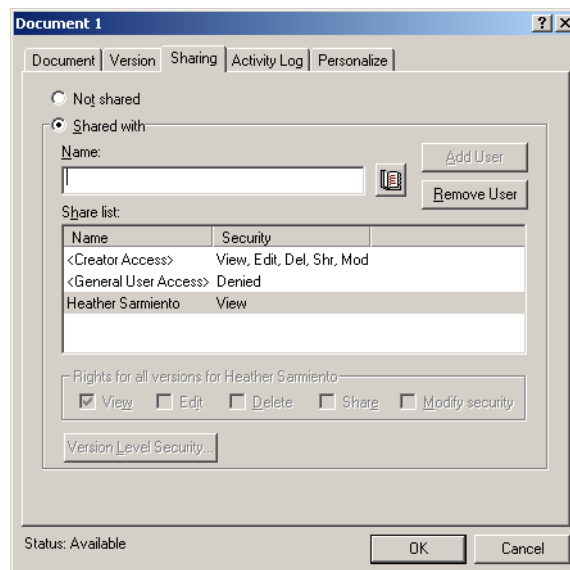 Document 1
Document Version Sharing Activity Log Personalize
Not shared
Shared with
Name:
Add User
Remove User
Share list:
Name Security
<Creator Access> View, Edit, Del, Shr, Mod
<General User Access> Denied
Heather Sarmiento View
Rights for all versions for Heather Sarmiento
View Edit Delete Share Modify security
Version Level Security...
Status: Available OK Cancel